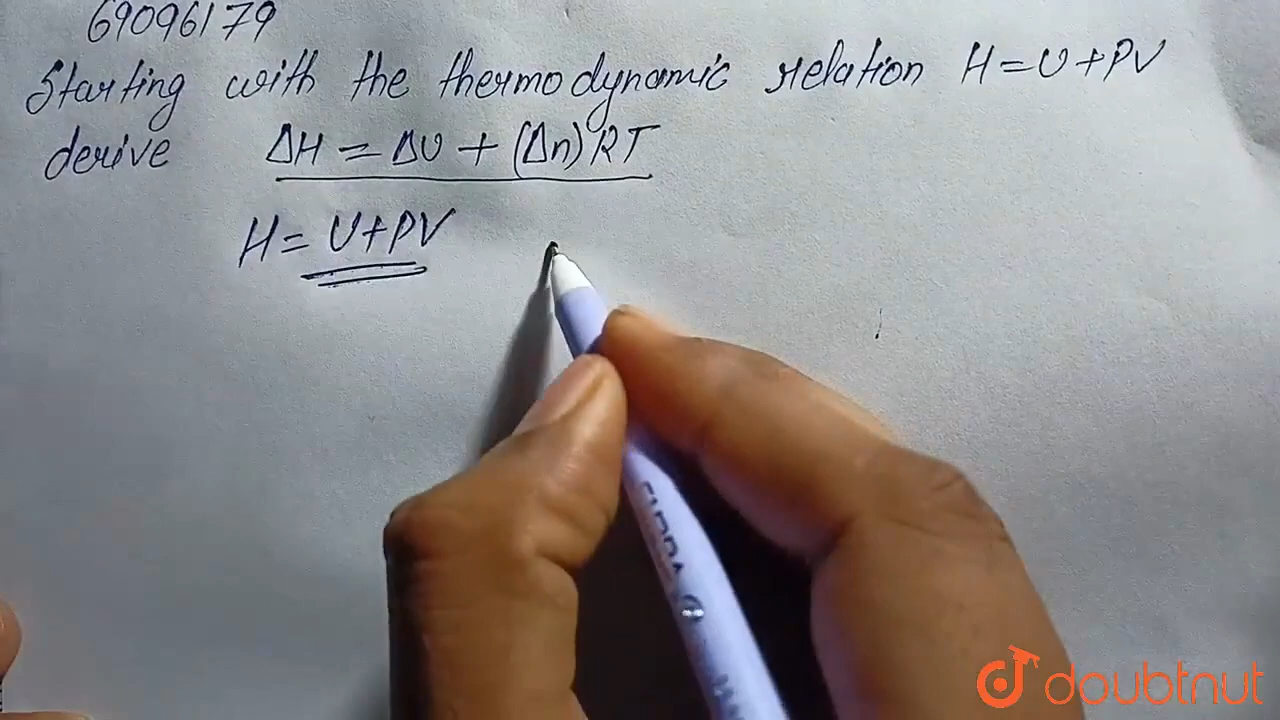 69096179
Starting with the thermodynamic relation H=U+PV
derive ΔH = ΔU + (Δn)RT
H = U+PV
doubtnut